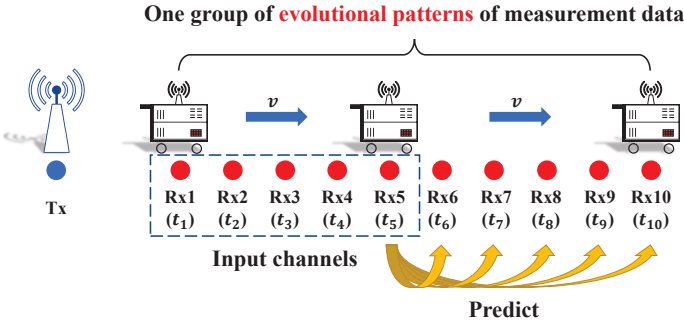 One group of evolutional patterns of measurement data
v
v
Tx
Rx1 Rx2 Rx3 Rx4 Rx5 Rx6 Rx7 Rx8 Rx9 Rx10
(t₁) (t₂) (t₃) (t₄) (t₅) (t₆) (t₇) (t₈) (t₉) (t₁₀)
Input channels
Predict